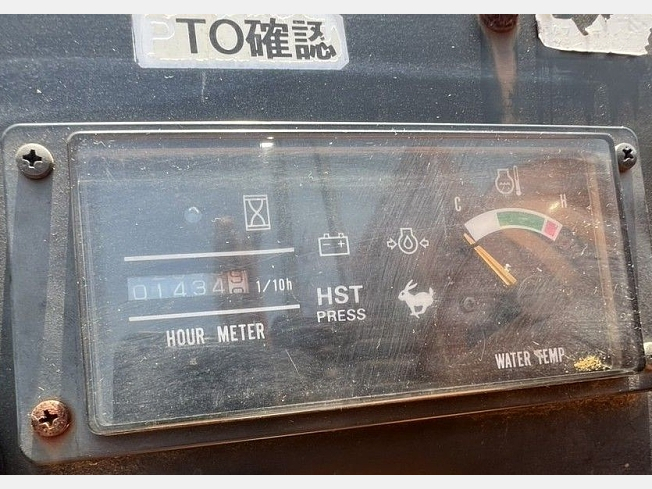 PTO確認
C H
01434
1/10h
HST
PRESS
HOUR METER
WATER TEMP